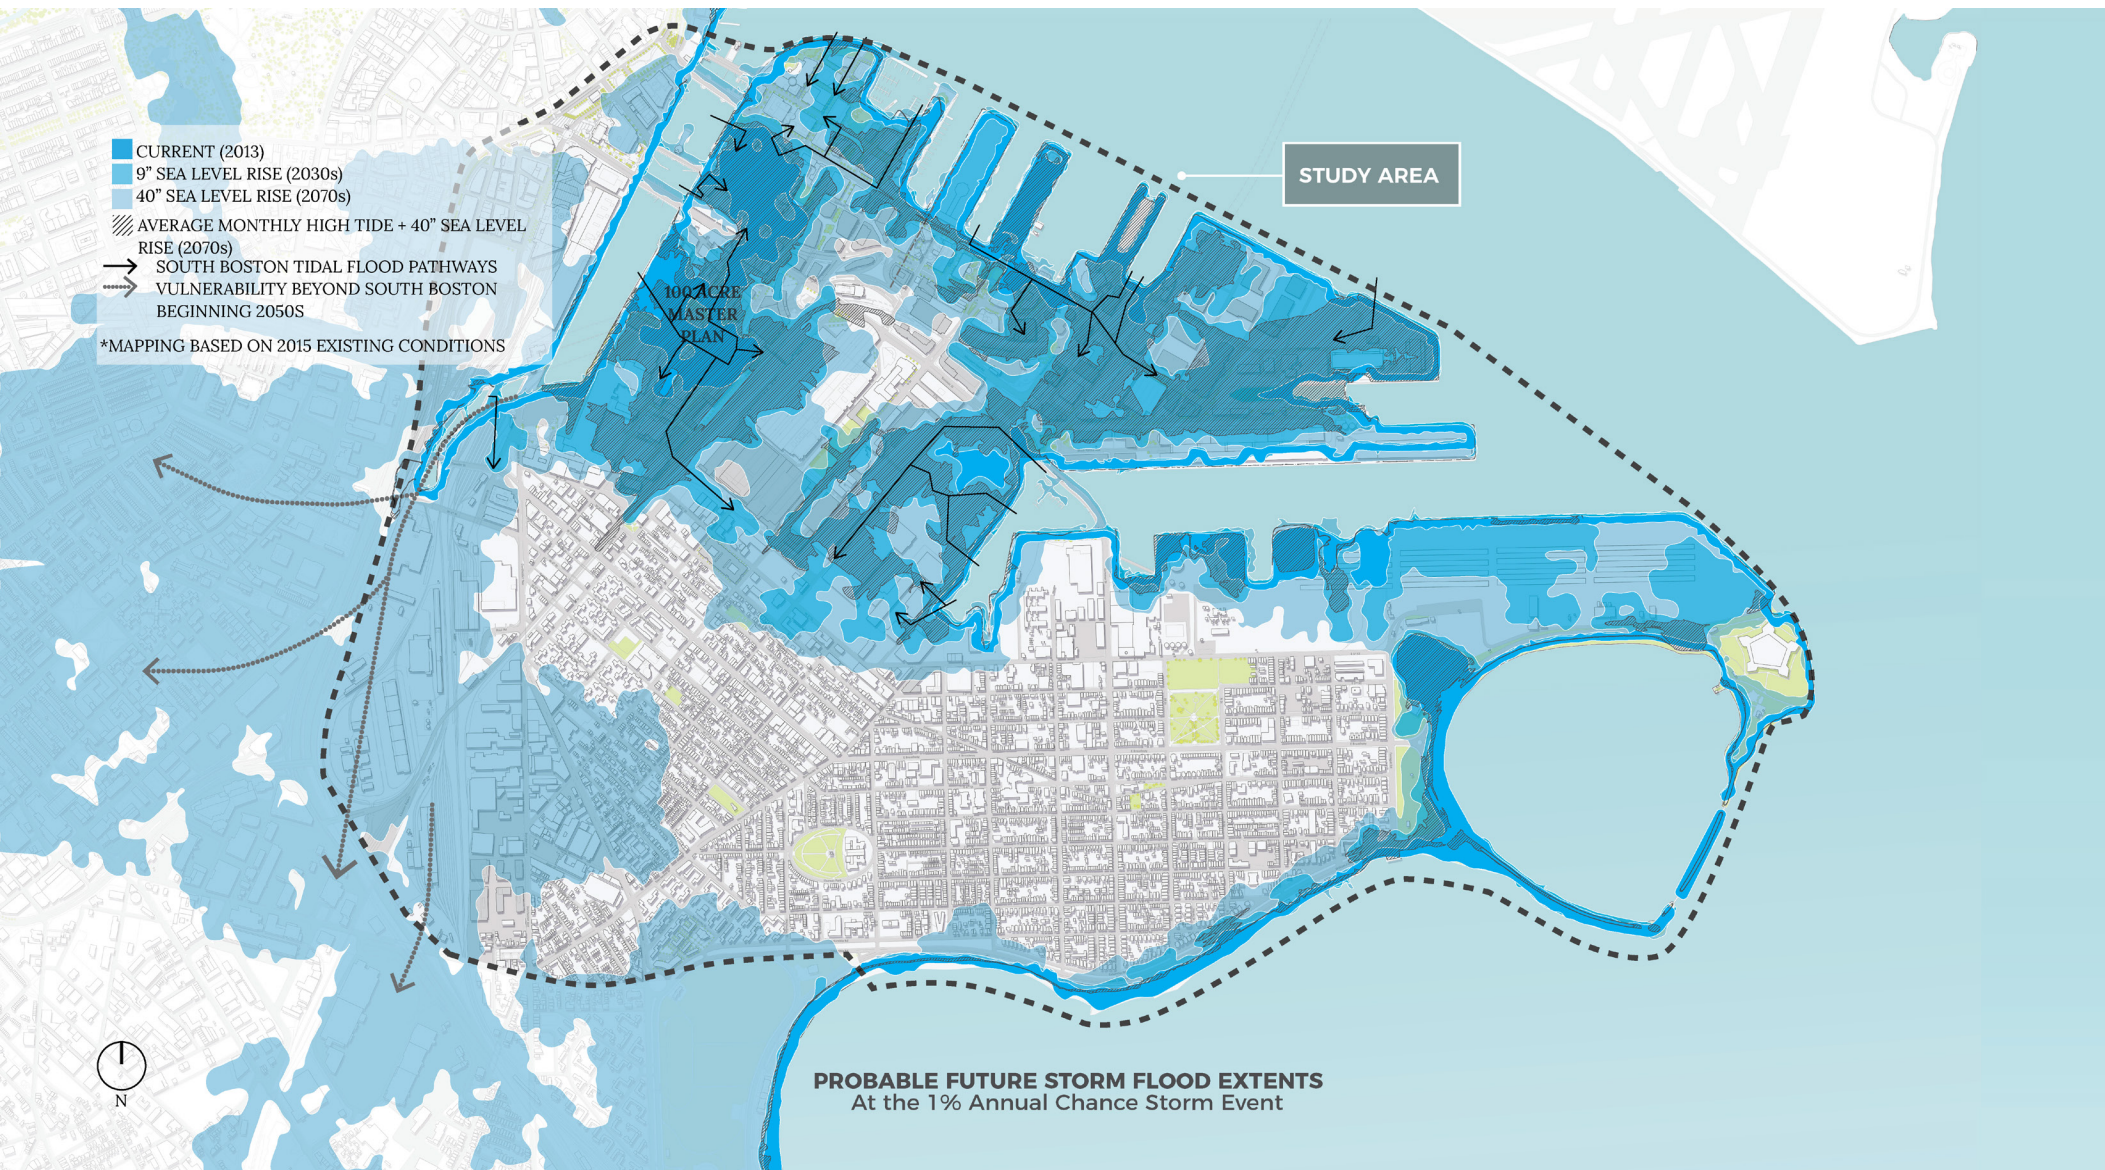 CURRENT (2013)
9” SEA LEVEL RISE (2030s)
40” SEA LEVEL RISE (2070s)
AVERAGE MONTHLY HIGH TIDE + 40” SEA LEVEL
RISE (2070s)
SOUTH BOSTON TIDAL FLOOD PATHWAYS
VULNERABILITY BEYOND SOUTH BOSTON
BEGINNING 2050S
*MAPPING BASED ON 2015 EXISTING CONDITIONS
STUDY AREA
100 ACRE
MASTER
PLAN
N
PROBABLE FUTURE STORM FLOOD EXTENTS
At the 1% Annual Chance Storm Event